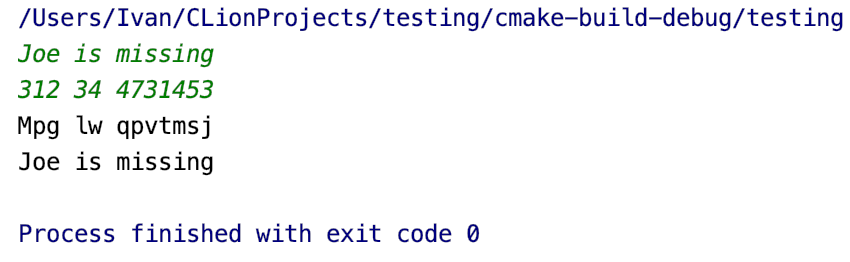 /Users/Ivan/CLionProjects/testing/cmake-build-debug/testing
Joe is missing
312 34 4731453
Mpg lw qpvtmsj
Joe is missing
Process finished with exit code 0